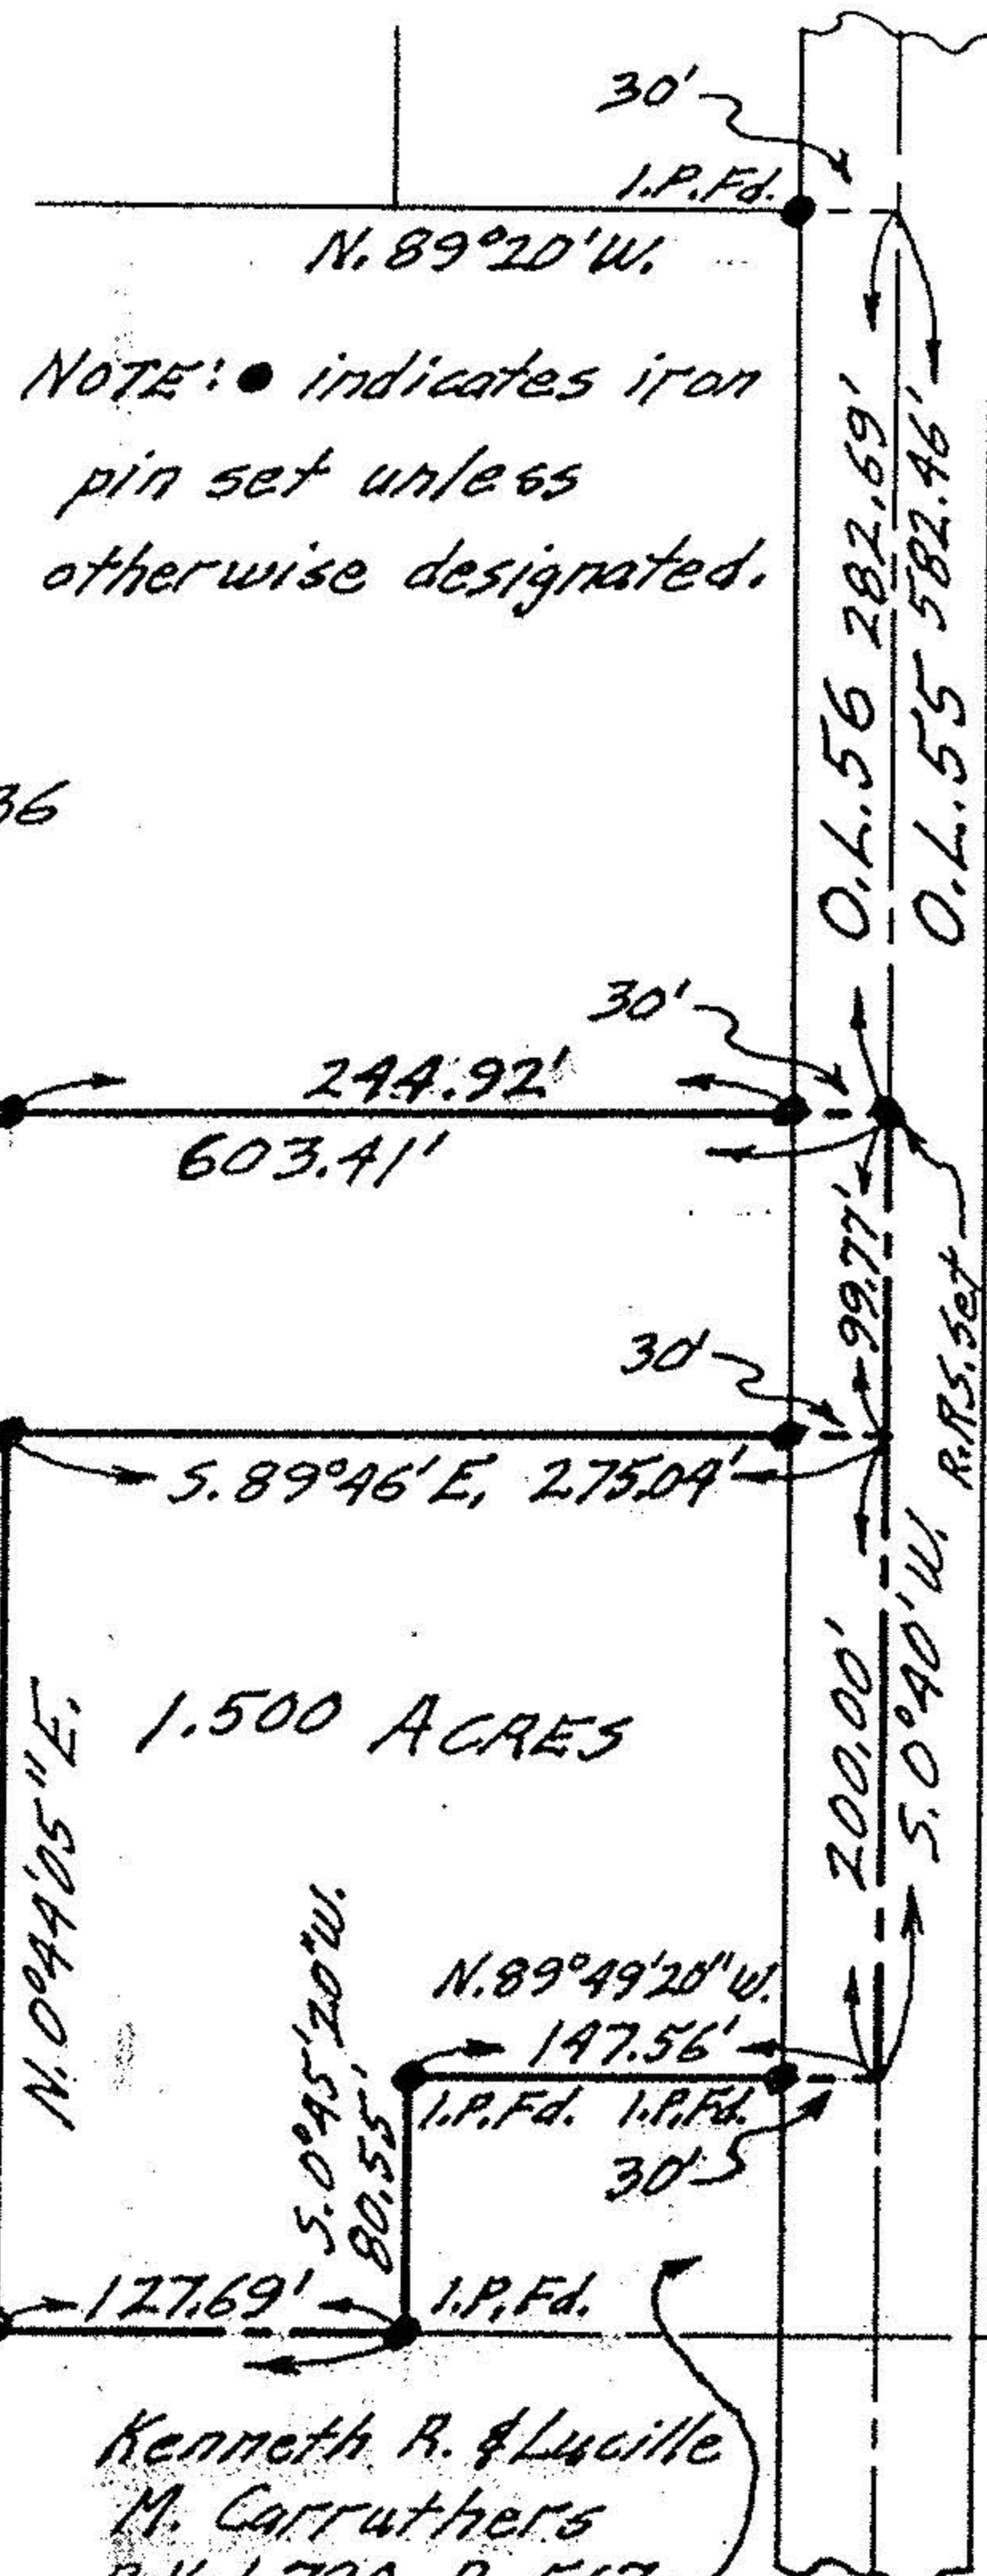 30'
I.P.Fd.
N.89°20'W.
NOTE: ● indicates iron
pin set unless
otherwise designated.
O.L.56 282.69'
O.L.55 582.46'
36
30'
244.92'
603.41'
99.77'
R.R.S. Set
30'
S.89°46'E, 275.04'
1.500 ACRES
200.00'
S.0°40'W.
N.0°44'05"E.
S.0°45'20"W.
80.55'
N.89°49'20"W.
147.56'
I.P.Fd. I.P.Fd.
30'
127.69'
I.P.Fd.
Kenneth R. & Lucille
M. Carruthers